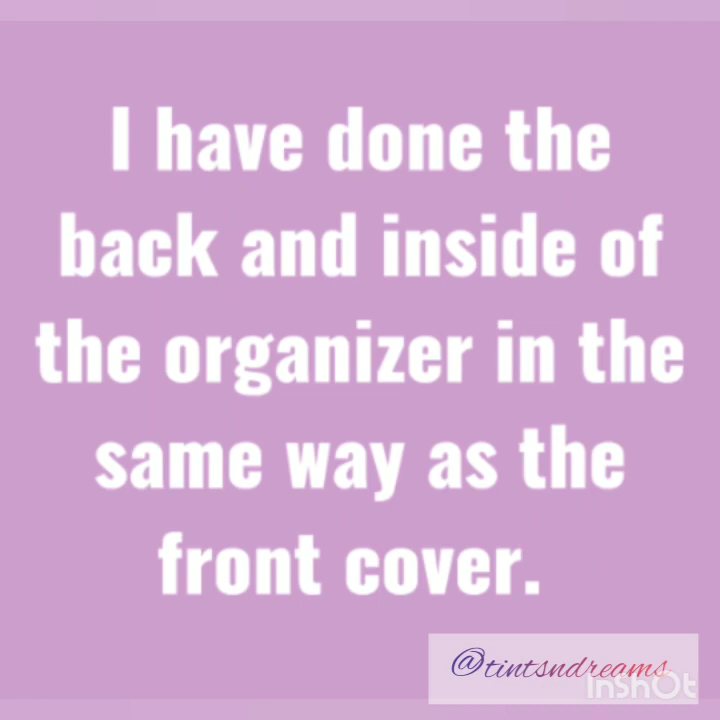 I have done the
back and inside of
the organizer in the
same way as the
front cover.
@tintsndreams
InShOt